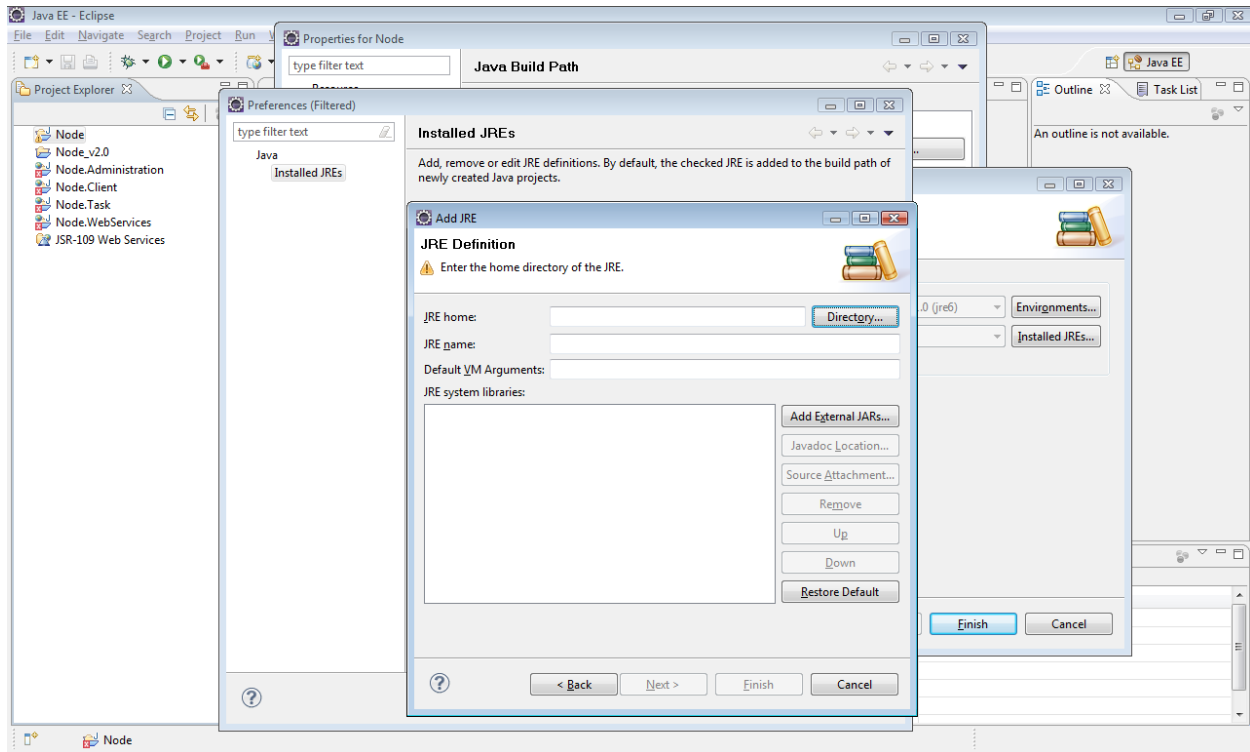 Java EE - Eclipse
File Edit Navigate Search Project Run
Properties for Node
type filter text
Java Build Path
Java EE
Project Explorer
Outline
Task List
An outline is not available.
Node
Node_v2.0
Node.Administration
Node.Client
Node.Task
Node.WebServices
JSR-109 Web Services
Preferences (Filtered)
type filter text
Java
Installed JREs
Installed JREs
Add, remove or edit JRE definitions. By default, the checked JRE is added to the build path of
newly created Java projects.
Add JRE
JRE Definition
Enter the home directory of the JRE.
JRE home:
Directory...
JRE name:
Default VM Arguments:
JRE system libraries:
Add External JARs...
Javadoc Location...
Source Attachment...
Remove
Up
Down
Restore Default
< Back
Next >
Finish
Cancel
.0 (jre6)
Environments...
Installed JREs...
Finish
Cancel
Node